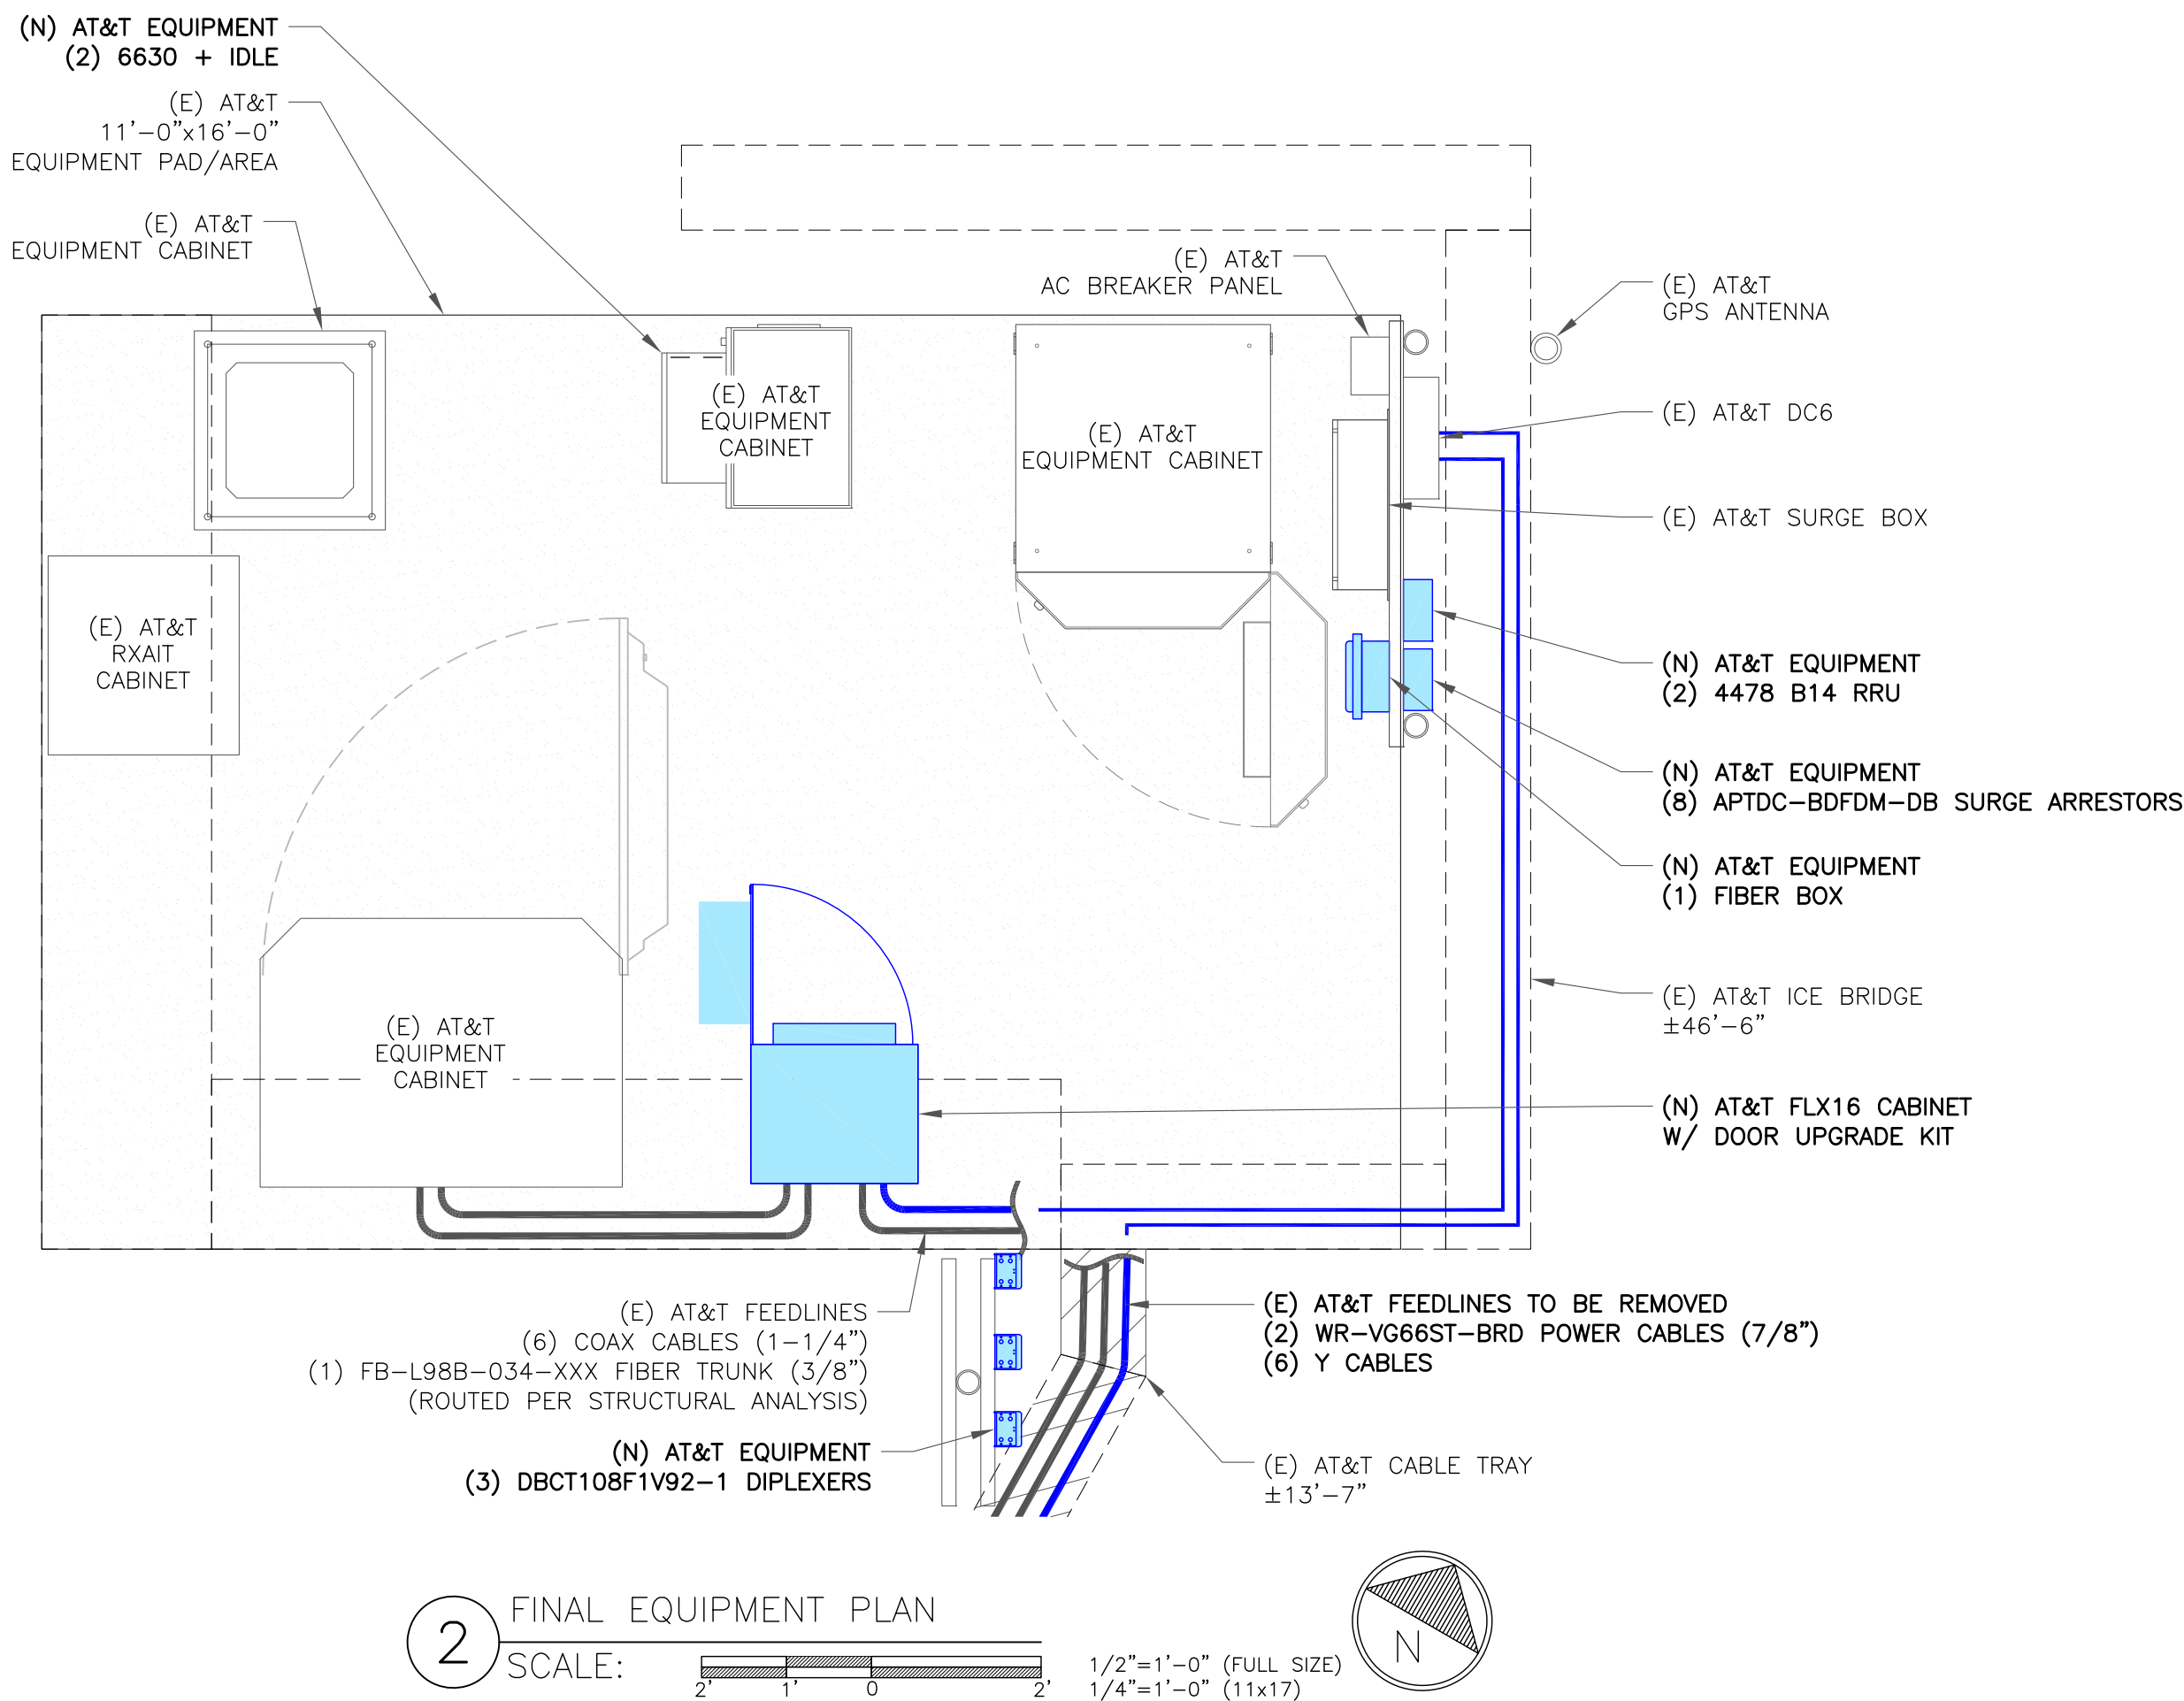 (N) AT&T EQUIPMENT
(2) 6630 + IDLE
(E) AT&T
11'-0"x16'-0"
EQUIPMENT PAD/AREA
(E) AT&T
EQUIPMENT CABINET
(E) AT&T
EQUIPMENT
CABINET
(E) AT&T
AC BREAKER PANEL
(E) AT&T
EQUIPMENT CABINET
(E) AT&T
GPS ANTENNA
(E) AT&T DC6
(E) AT&T SURGE BOX
(E) AT&T
RXAIT
CABINET
(N) AT&T EQUIPMENT
(2) 4478 B14 RRU
(N) AT&T EQUIPMENT
(8) APTDC-BDFDM-DB SURGE ARRESTORS
(N) AT&T EQUIPMENT
(1) FIBER BOX
(E) AT&T ICE BRIDGE
±46'-6"
(E) AT&T
EQUIPMENT
CABINET
(N) AT&T FLX16 CABINET
W/ DOOR UPGRADE KIT
(E) AT&T FEEDLINES
(6) COAX CABLES (1-1/4")
(1) FB-L98B-034-XXX FIBER TRUNK (3/8")
(ROUTED PER STRUCTURAL ANALYSIS)
(N) AT&T EQUIPMENT
(3) DBCT108F1V92-1 DIPLEXERS
(E) AT&T FEEDLINES TO BE REMOVED
(2) WR-VG66ST-BRD POWER CABLES (7/8")
(6) Y CABLES
(E) AT&T CABLE TRAY
±13'-7"
2
FINAL EQUIPMENT PLAN
SCALE:
2' 1' 0 2'
1/2"=1'-0" (FULL SIZE)
1/4"=1'-0" (11x17)
N